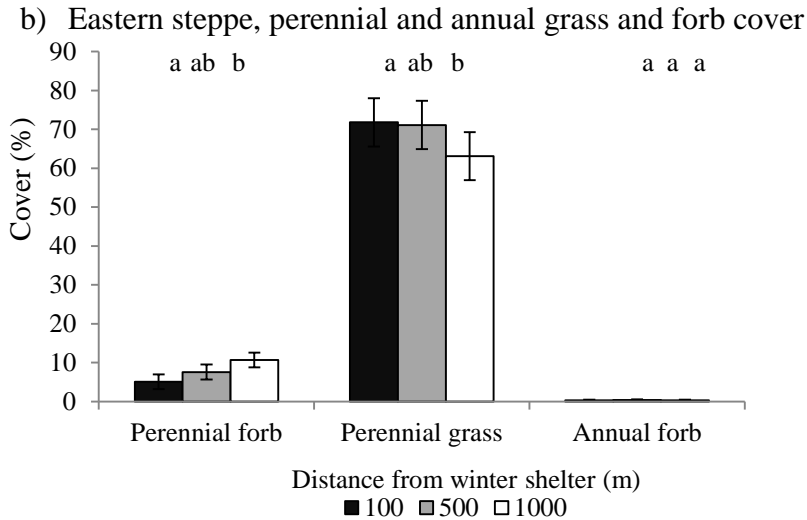 b) Eastern steppe, perennial and annual grass and forb cover
90
a ab b a ab b a a a
80
70
60
50
40
30
20
10
0
Cover (%)
Perennial forb Perennial grass Annual forb
Distance from winter shelter (m)
100 500 1000